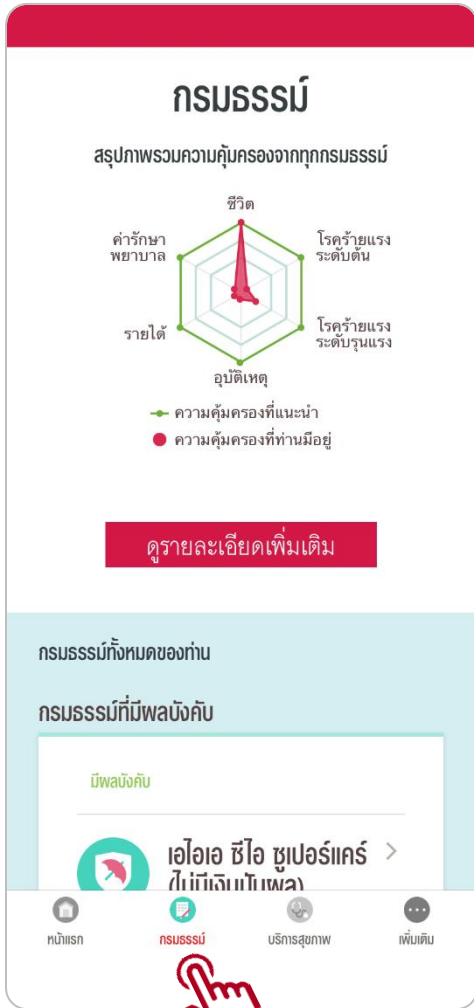 กรมธรรม์
สรุปภาพรวมความคุ้มครองจากทุกกรมธรรม์
ชีวิต
ค่ารักษา
พยาบาล
โรคร้ายแรง
ระดับต้น
รายได้
โรคร้ายแรง
ระดับรุนแรง
อุบัติเหตุ
ความคุ้มครองที่แนะนำ
ความคุ้มครองที่ท่านมีอยู่
ดูรายละเอียดเพิ่มเติม
กรมธรรม์ทั้งหมดของท่าน
กรมธรรม์ที่มีผลบังคับ
มีผลบังคับ
เอไอเอ ซีไอ ซูเปอร์แคร์
(ไม่มีเงินปันผล)
หน้าแรก
กรมธรรม์
บริการสุขภาพ
เพิ่มเติม